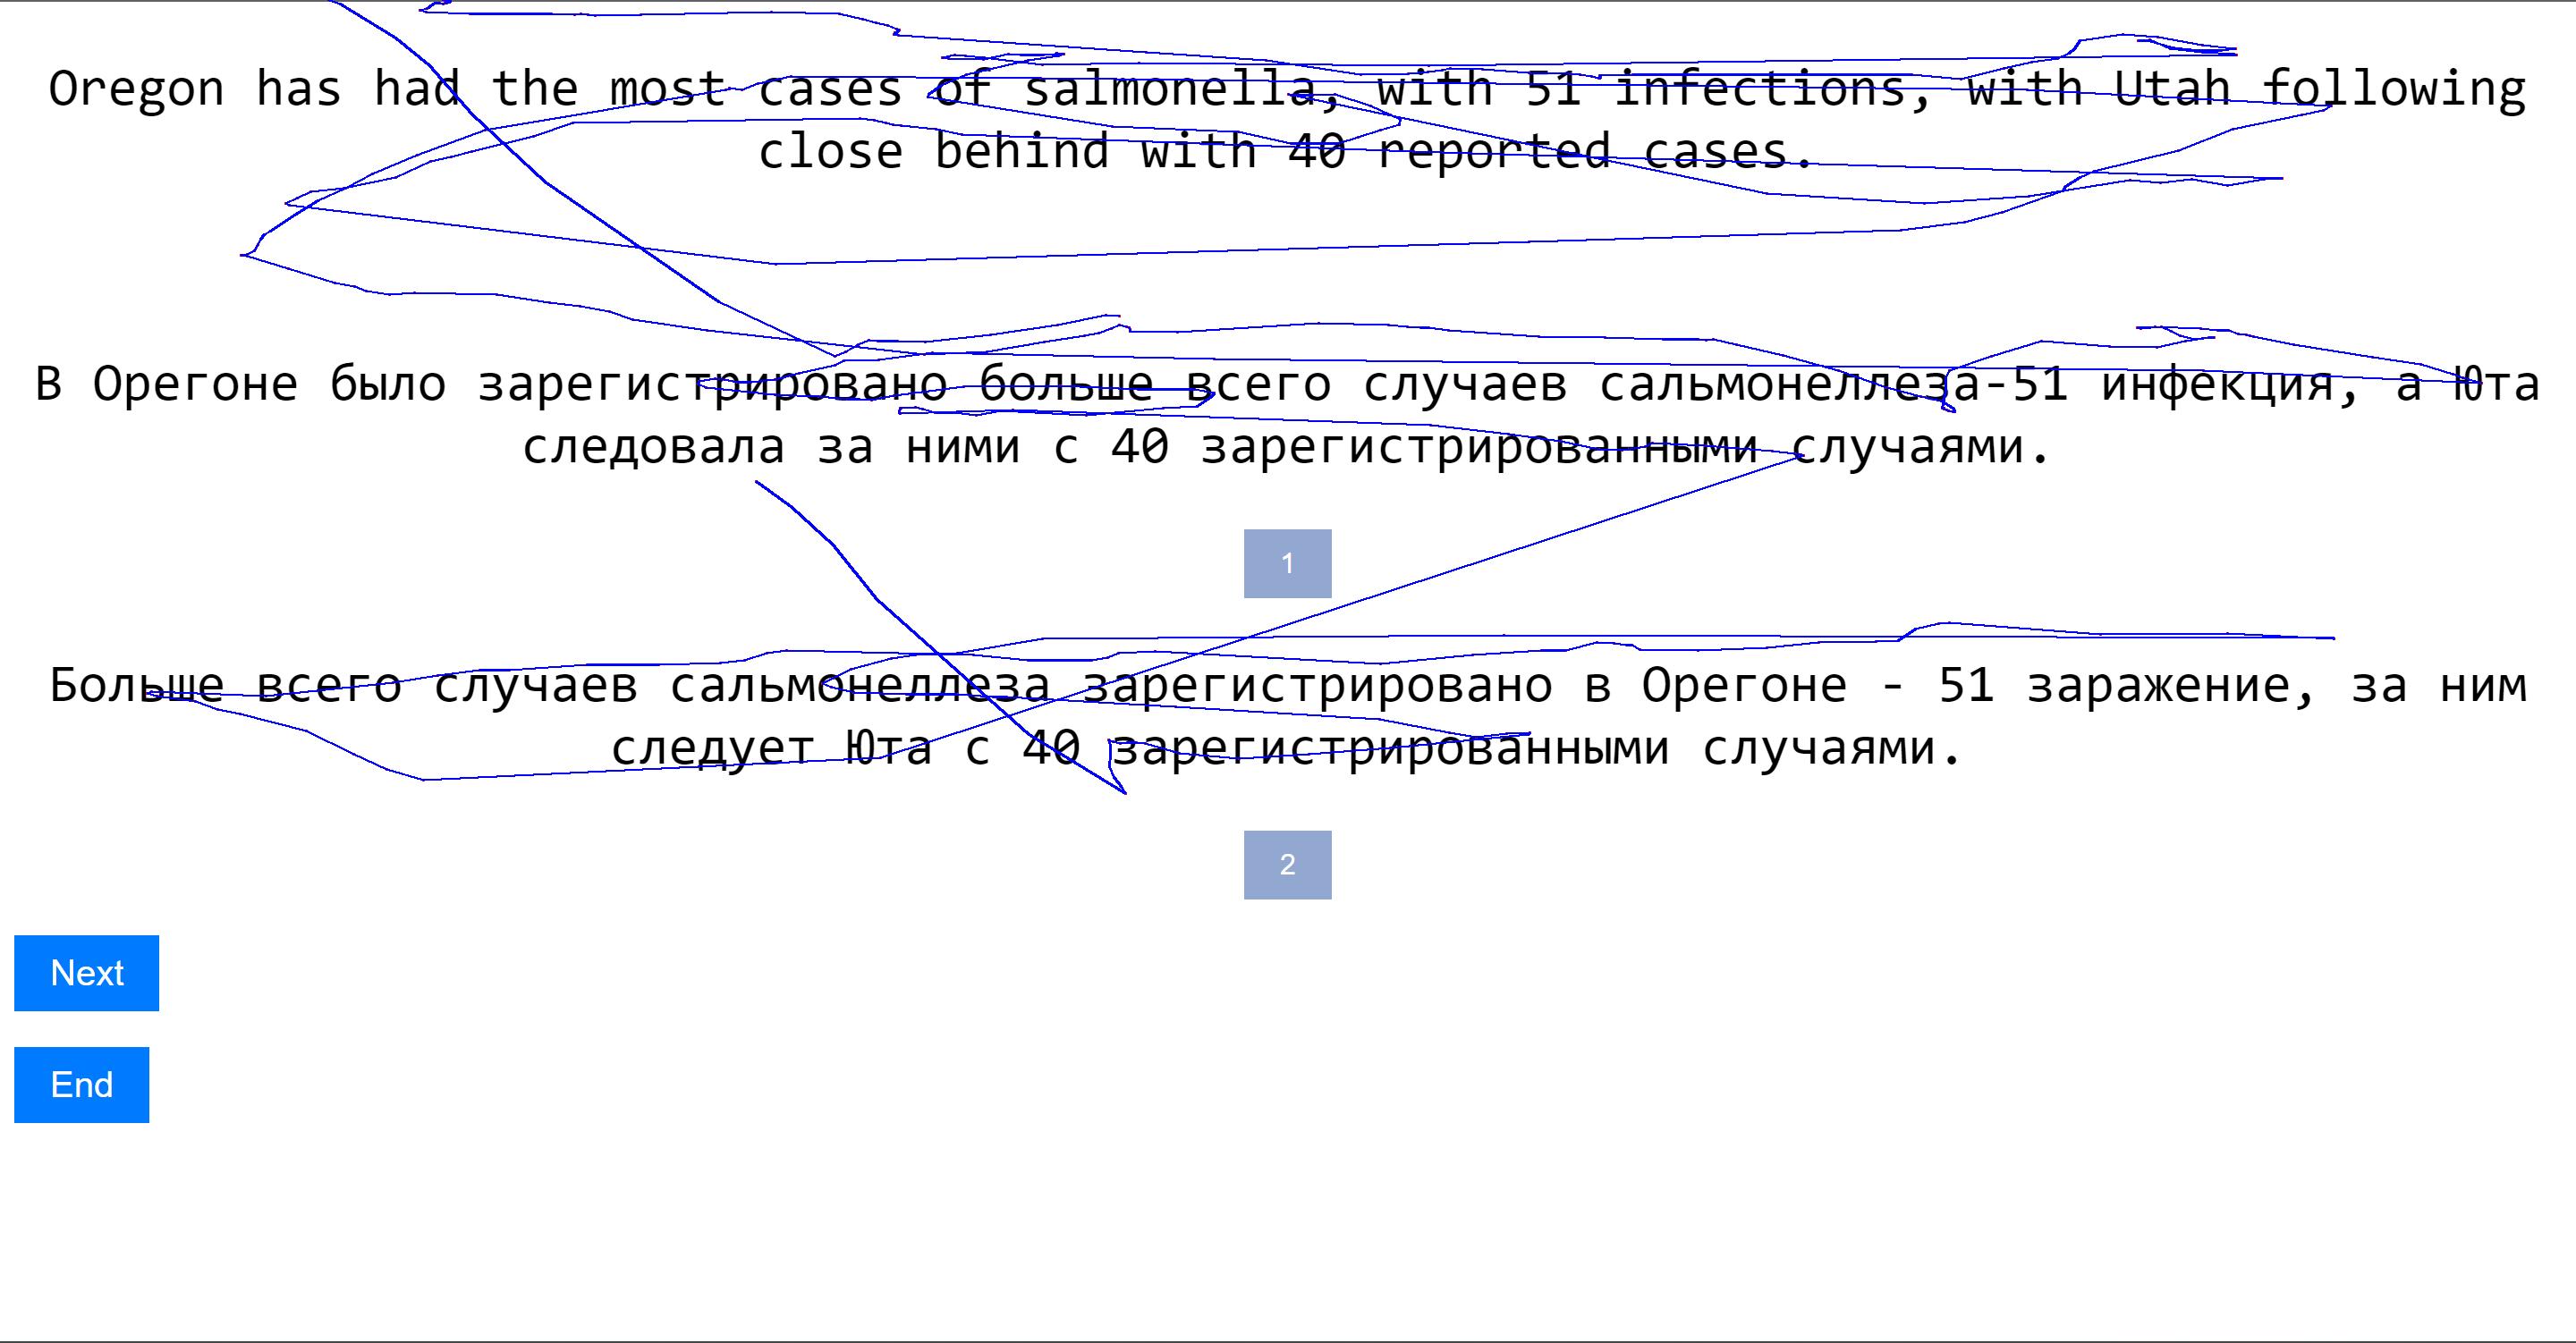 Oregon has had the most cases of salmonella, with 51 infections, with Utah following
close behind with 40 reported cases.
В Орегоне было зарегистрировано больше всего случаев сальмонеллеза-51 инфекция, а Юта
следовала за ними с 40 зарегистрированными случаями.
1
Больше всего случаев сальмонеллеза зарегистрировано в Орегоне - 51 заражение, за ним
следует Юта с 40 зарегистрированными случаями.
2
Next
End